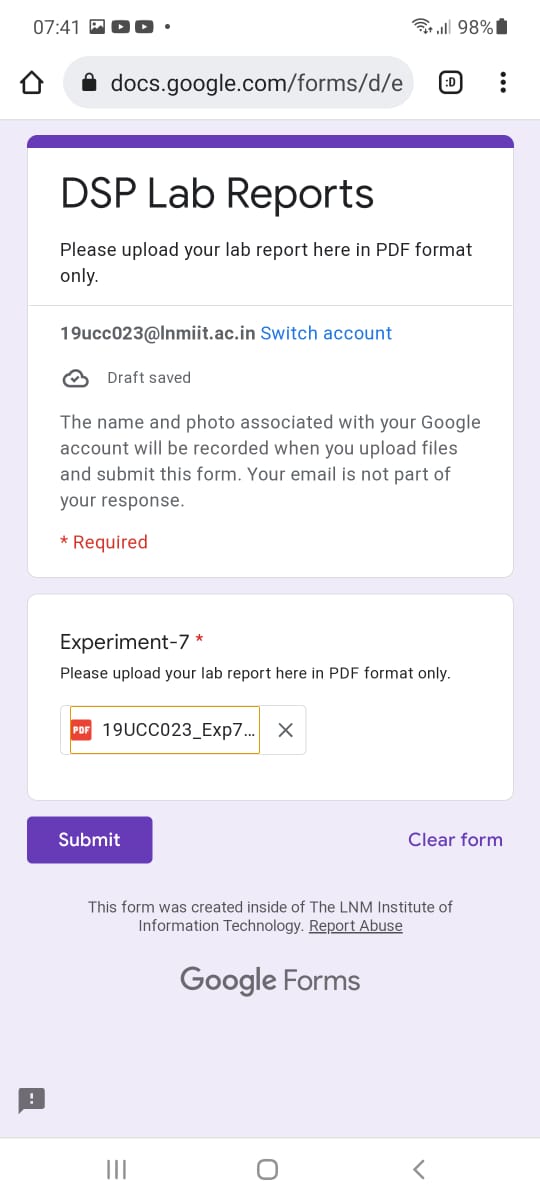 07:41
98%
docs.google.com/forms/d/e
:D
DSP Lab Reports
Please upload your lab report here in PDF format
only.
19ucc023@lnmiit.ac.in Switch account
Draft saved
The name and photo associated with your Google
account will be recorded when you upload files
and submit this form. Your email is not part of
your response.
* Required
Experiment-7 *
Please upload your lab report here in PDF format only.
PDF 19UCC023_Exp7...
Submit
Clear form
This form was created inside of The LNM Institute of
Information Technology. Report Abuse
Google Forms